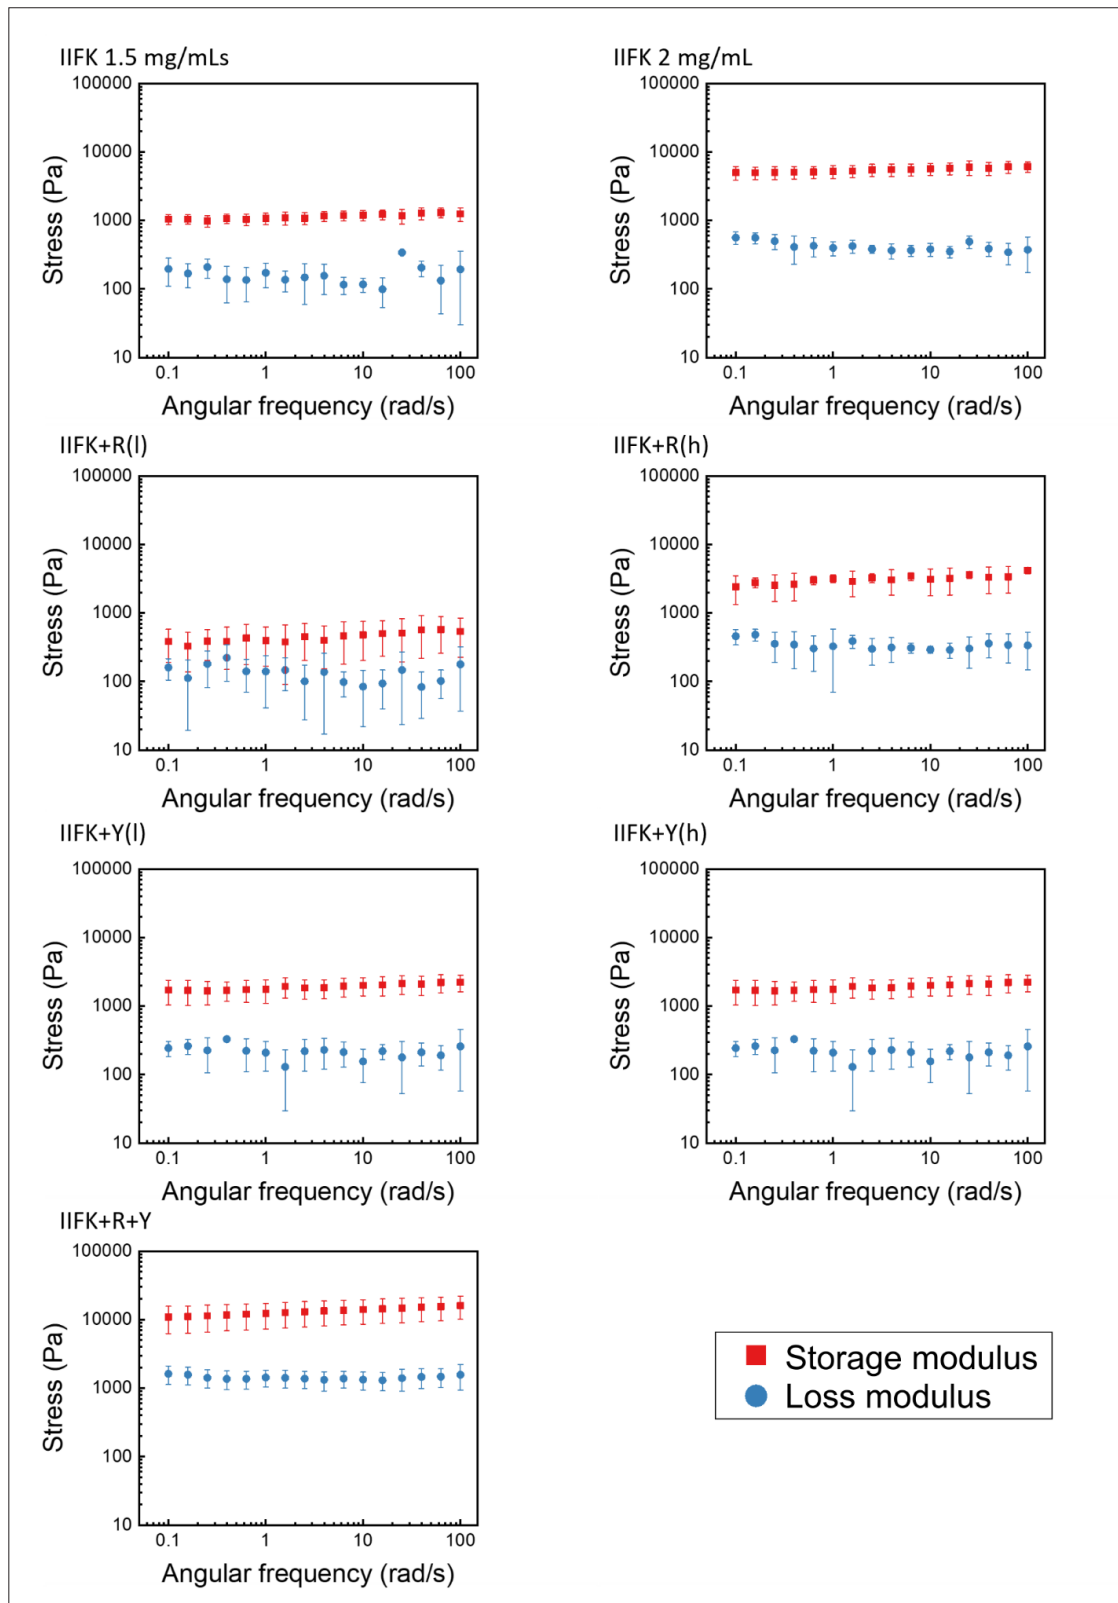 IIFK 1.5 mg/mLs
100000
10000
1000
100
10
Stress (Pa)
0.1 1 10 100
Angular frequency (rad/s)
IIFK 2 mg/mL
100000
10000
1000
100
10
Stress (Pa)
0.1 1 10 100
Angular frequency (rad/s)
IIFK+R(l)
100000
10000
1000
100
10
Stress (Pa)
0.1 1 10 100
Angular frequency (rad/s)
IIFK+R(h)
100000
10000
1000
100
10
Stress (Pa)
0.1 1 10 100
Angular frequency (rad/s)
IIFK+Y(l)
100000
10000
1000
100
10
Stress (Pa)
0.1 1 10 100
Angular frequency (rad/s)
IIFK+Y(h)
100000
10000
1000
100
10
Stress (Pa)
0.1 1 10 100
Angular frequency (rad/s)
IIFK+R+Y
100000
10000
1000
100
10
Stress (Pa)
0.1 1 10 100
Angular frequency (rad/s)
Storage modulus
Loss modulus